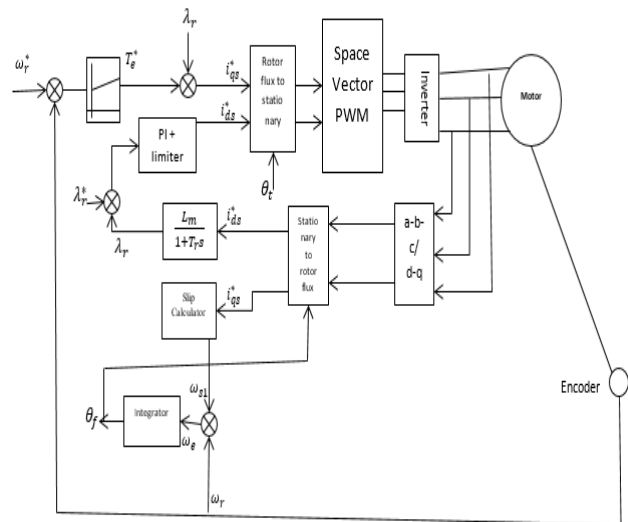 λ_r
ω_r^*
T_e^*
i_qs^*
Rotor
flux to
statio
nary
Space
Vector
PWM
Inverter
Motor
i_ds^*
PI +
limiter
θ_t
λ_r^*
λ_r
L_m
1+T_r s
i_ds^*
Statio
nary
to
rotor
flux
a-b-
c/
d-q
i_qs^*
Slip
Calculator
Encoder
ω_s1
θ_f
Integrator
ω_e
ω_r